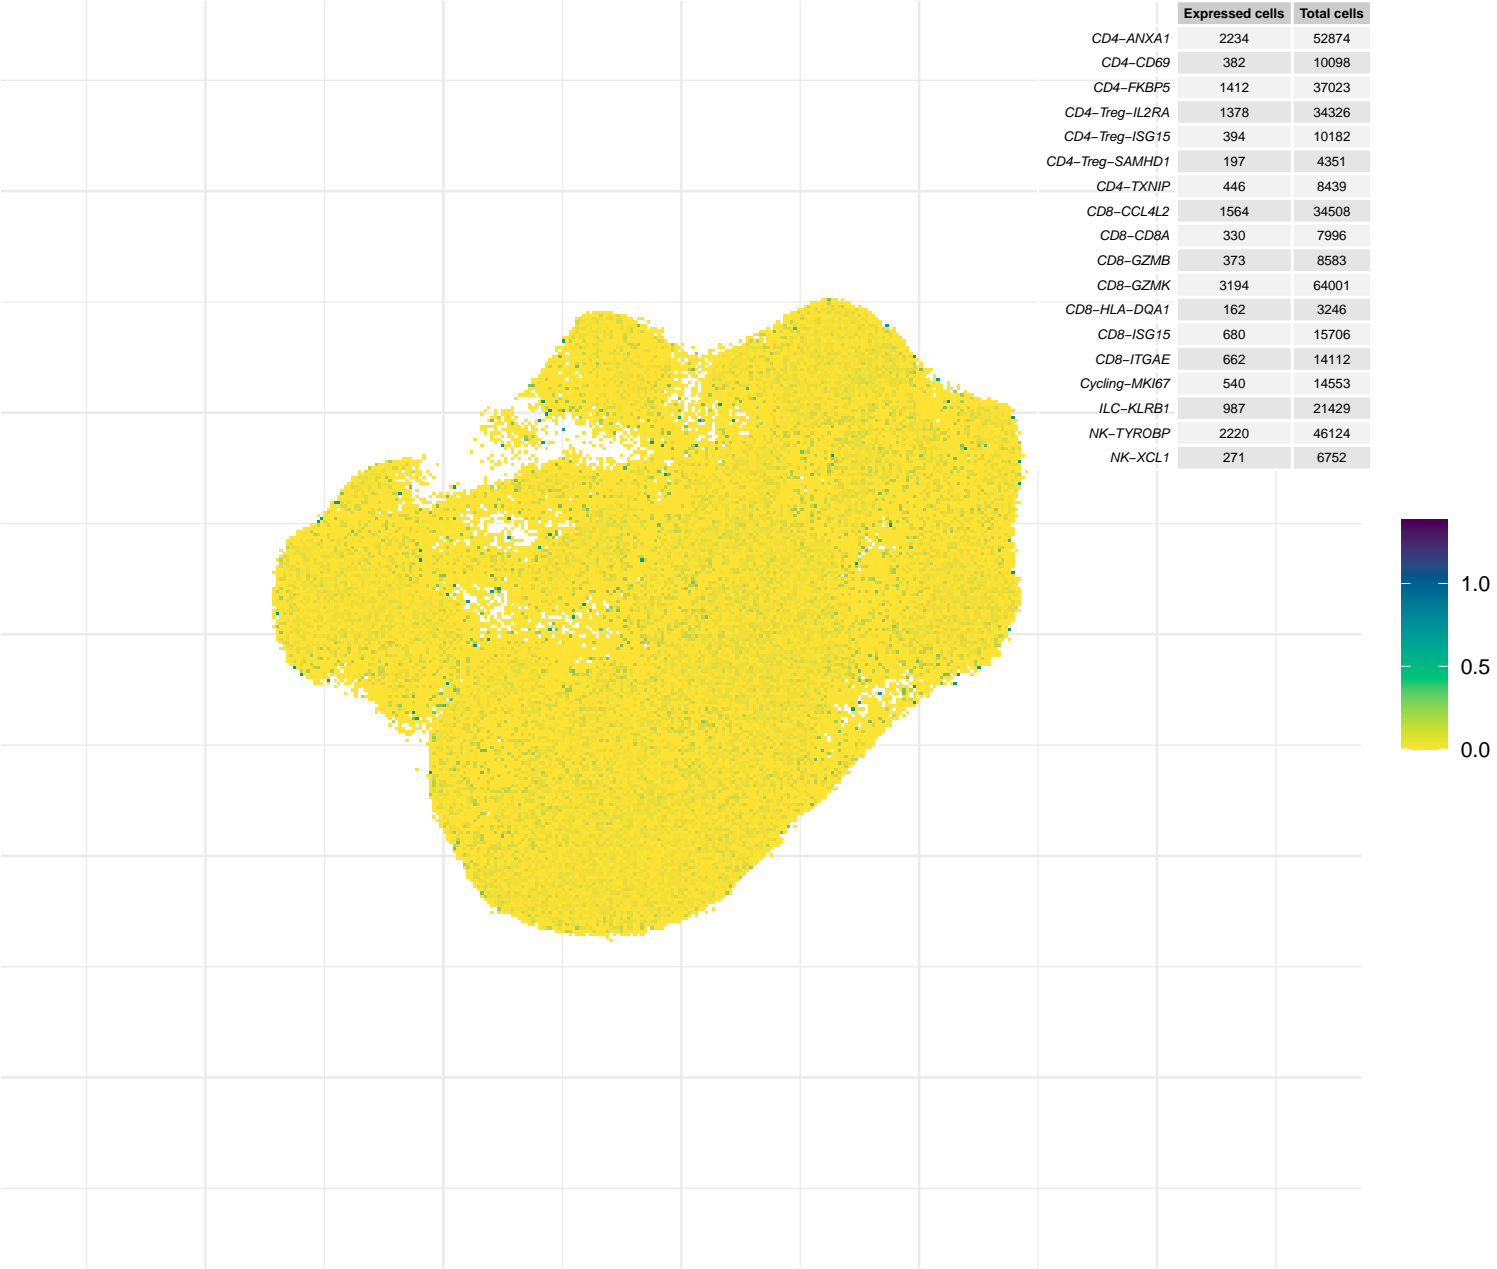 Expressed cells Total cells
CD4−ANXA1 2234 52874
CD4−CD69 382 10098
CD4−FKBP5 1412 37023
CD4−Treg−IL2RA 1378 34326
CD4−Treg−ISG15 394 10182
CD4−Treg−SAMHD1 197 4351
CD4−TXNIP 446 8439
CD8−CCL4L2 1564 34508
CD8−CD8A 330 7996
CD8−GZMB 373 8583
CD8−GZMK 3194 64001
CD8−HLA−DQA1 162 3246
CD8−ISG15 680 15706
CD8−ITGAE 662 14112
Cycling−MKI67 540 14553
ILC−KLRB1 987 21429
NK−TYROBP 2220 46124
NK−XCL1 271 6752
1.0
0.5
0.0